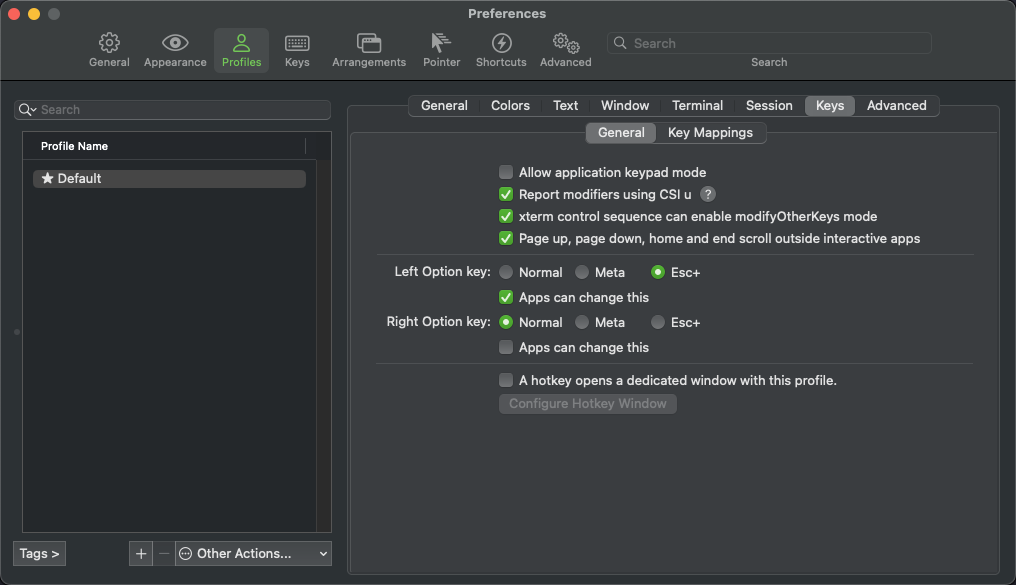 Preferences
General Appearance Profiles Keys Arrangements Pointer Shortcuts Advanced
Search
Search
Search
Profile Name
Default
Tags >
+ − Other Actions...
General Colors Text Window Terminal Session Keys Advanced
General Key Mappings
Allow application keypad mode
Report modifiers using CSI u ?
xterm control sequence can enable modifyOtherKeys mode
Page up, page down, home and end scroll outside interactive apps
Left Option key: Normal Meta Esc+
Apps can change this
Right Option key: Normal Meta Esc+
Apps can change this
A hotkey opens a dedicated window with this profile.
Configure Hotkey Window